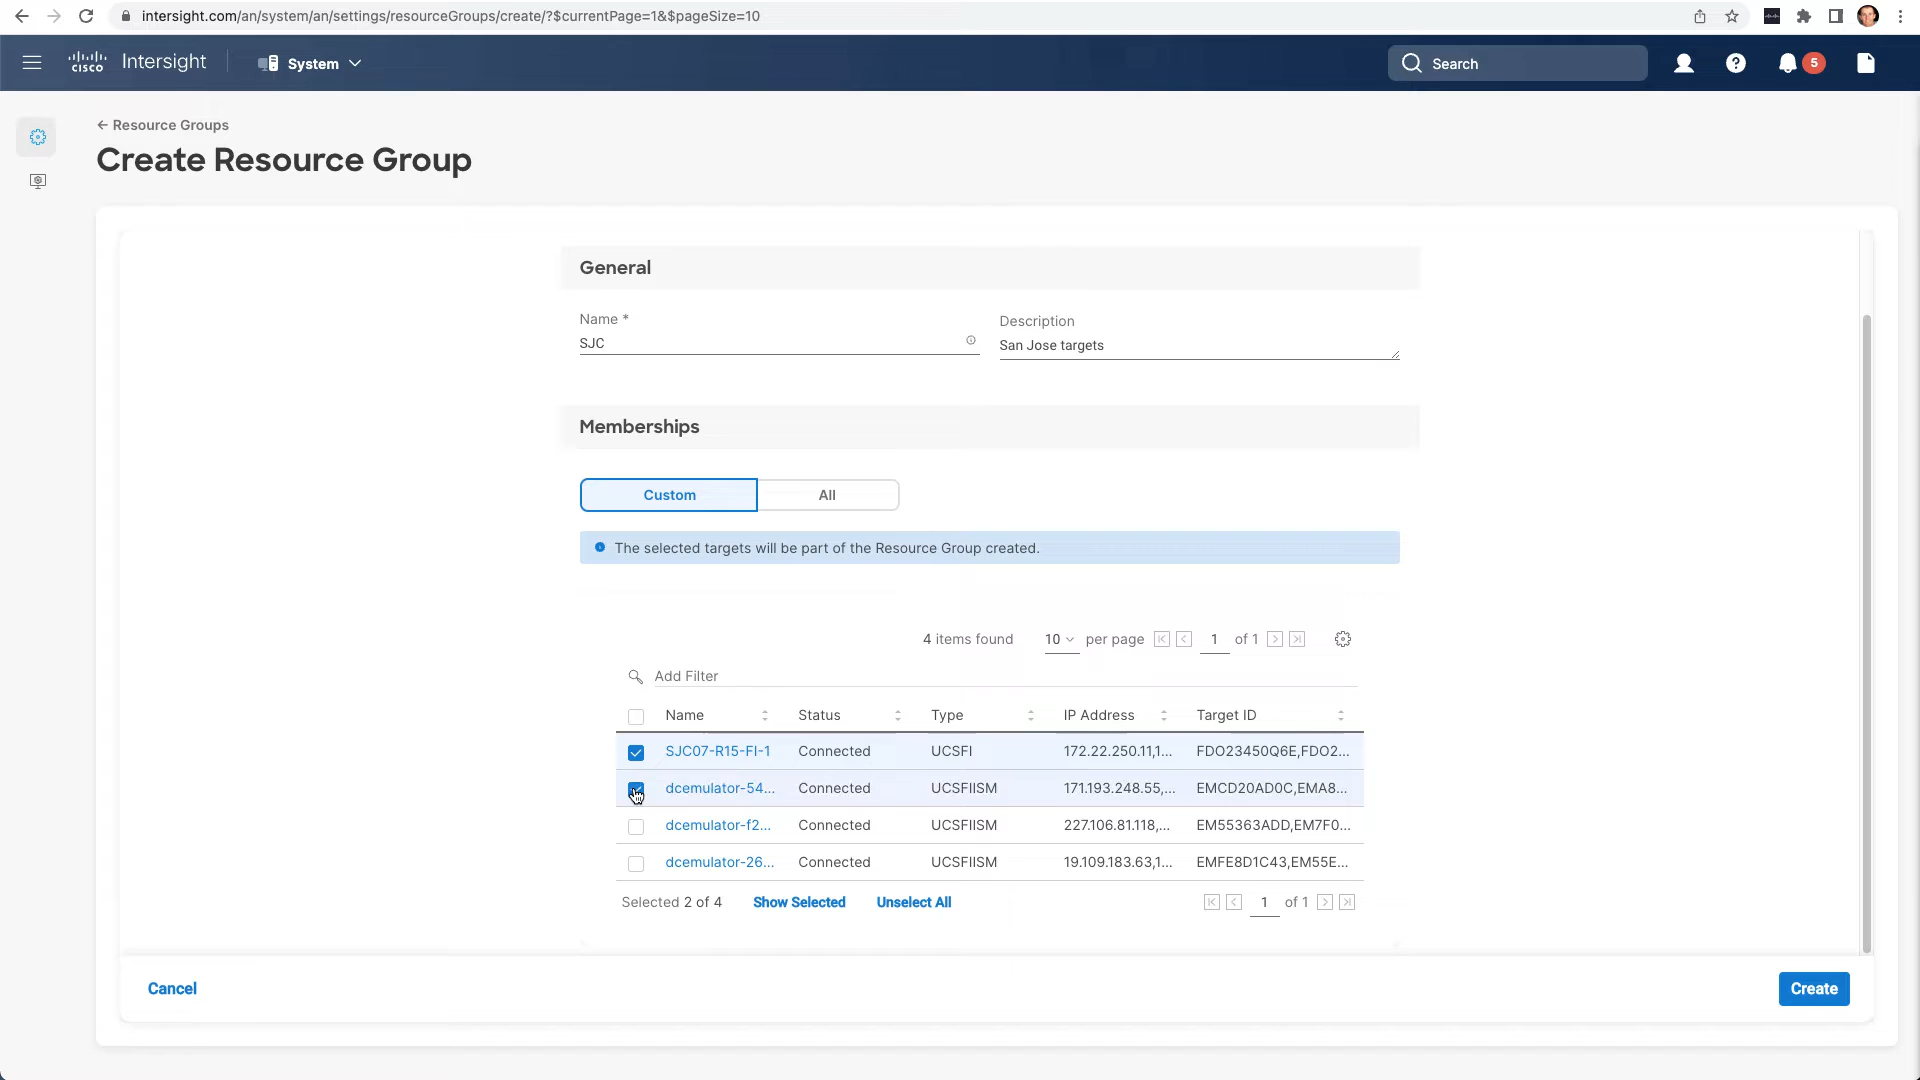 intersight.com/an/system/an/settings/resourceGroups/create/?$currentPage=1&$pageSize=10
CISCO Intersight System Search 5
← Resource Groups
Create Resource Group
General
Name * Description
SJC San Jose targets
Memberships
Custom All
The selected targets will be part of the Resource Group created.
4 items found 10 per page 1 of 1
Add Filter
Name Status Type IP Address Target ID
SJC07-R15-FI-1 Connected UCSFI 172.22.250.11,1... FDO23450Q6E,FDO2...
dcemulator-54... Connected UCSFIISM 171.193.248.55,... EMCD20AD0C,EMA8...
dcemulator-f2... Connected UCSFIISM 227.106.81.118,... EM55363ADD,EM7F0...
dcemulator-26... Connected UCSFIISM 19.109.183.63,1... EMFE8D1C43,EM55E...
Selected 2 of 4 Show Selected Unselect All 1 of 1
Cancel Create